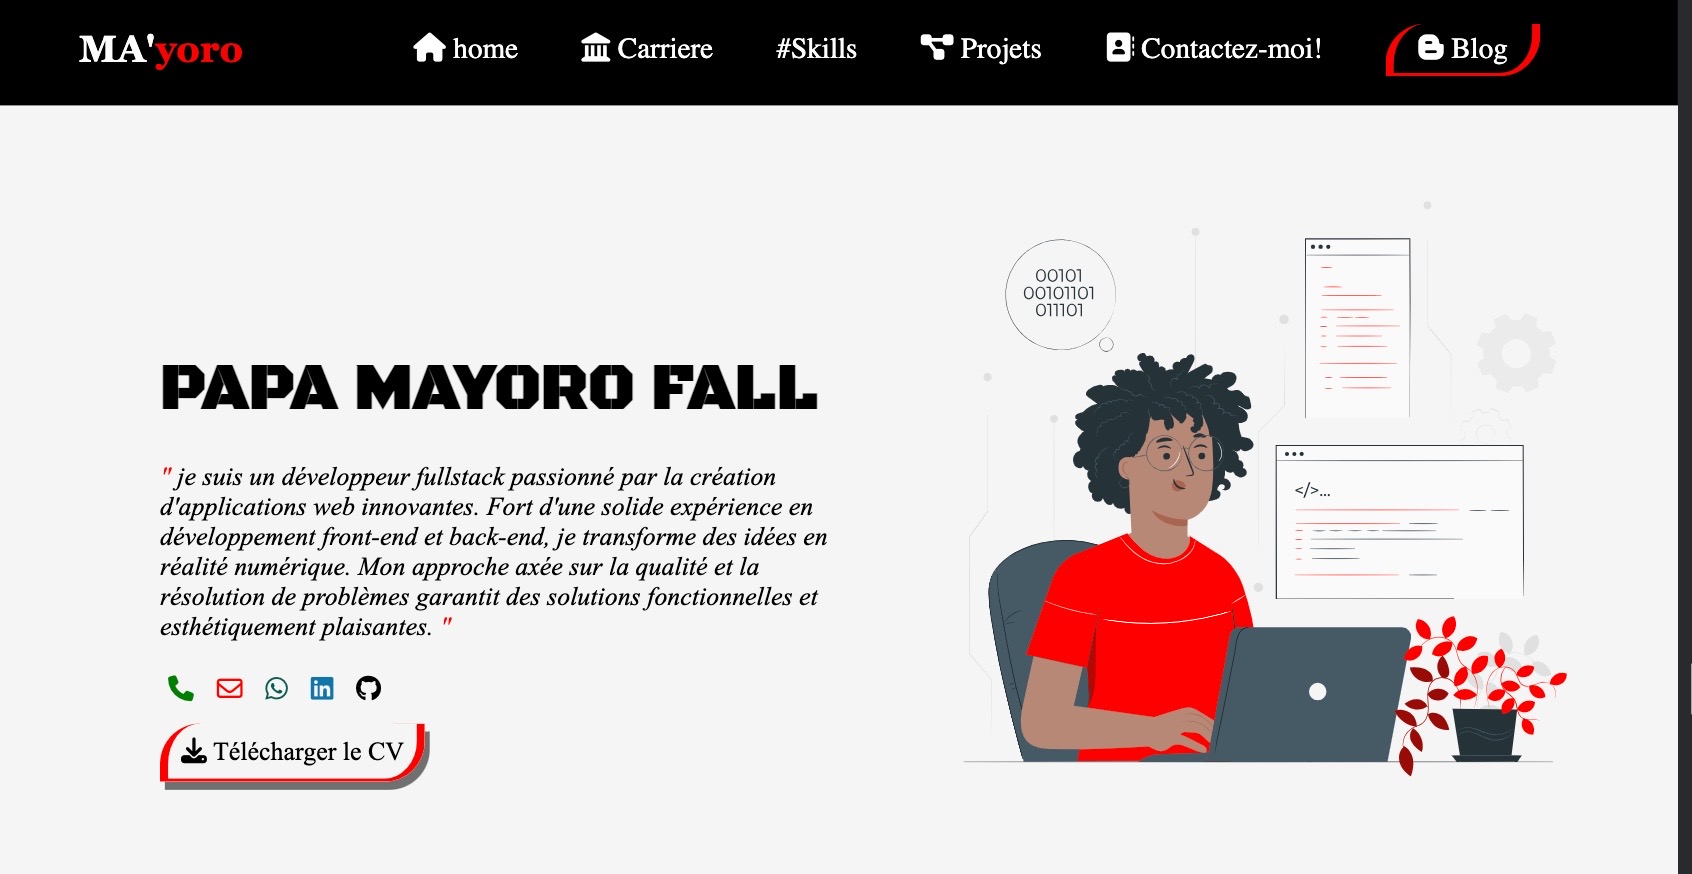 MA'yoro
home
Carriere
#Skills
Projets
Contactez-moi!
Blog
PAPA MAYORO FALL
" je suis un développeur fullstack passionné par la création
d'applications web innovantes. Fort d'une solide expérience en
développement front-end et back-end, je transforme des idées en
réalité numérique. Mon approche axée sur la qualité et la
résolution de problèmes garantit des solutions fonctionnelles et
esthétiquement plaisantes. "
Télécharger le CV
00101
00101101
011101
</>...